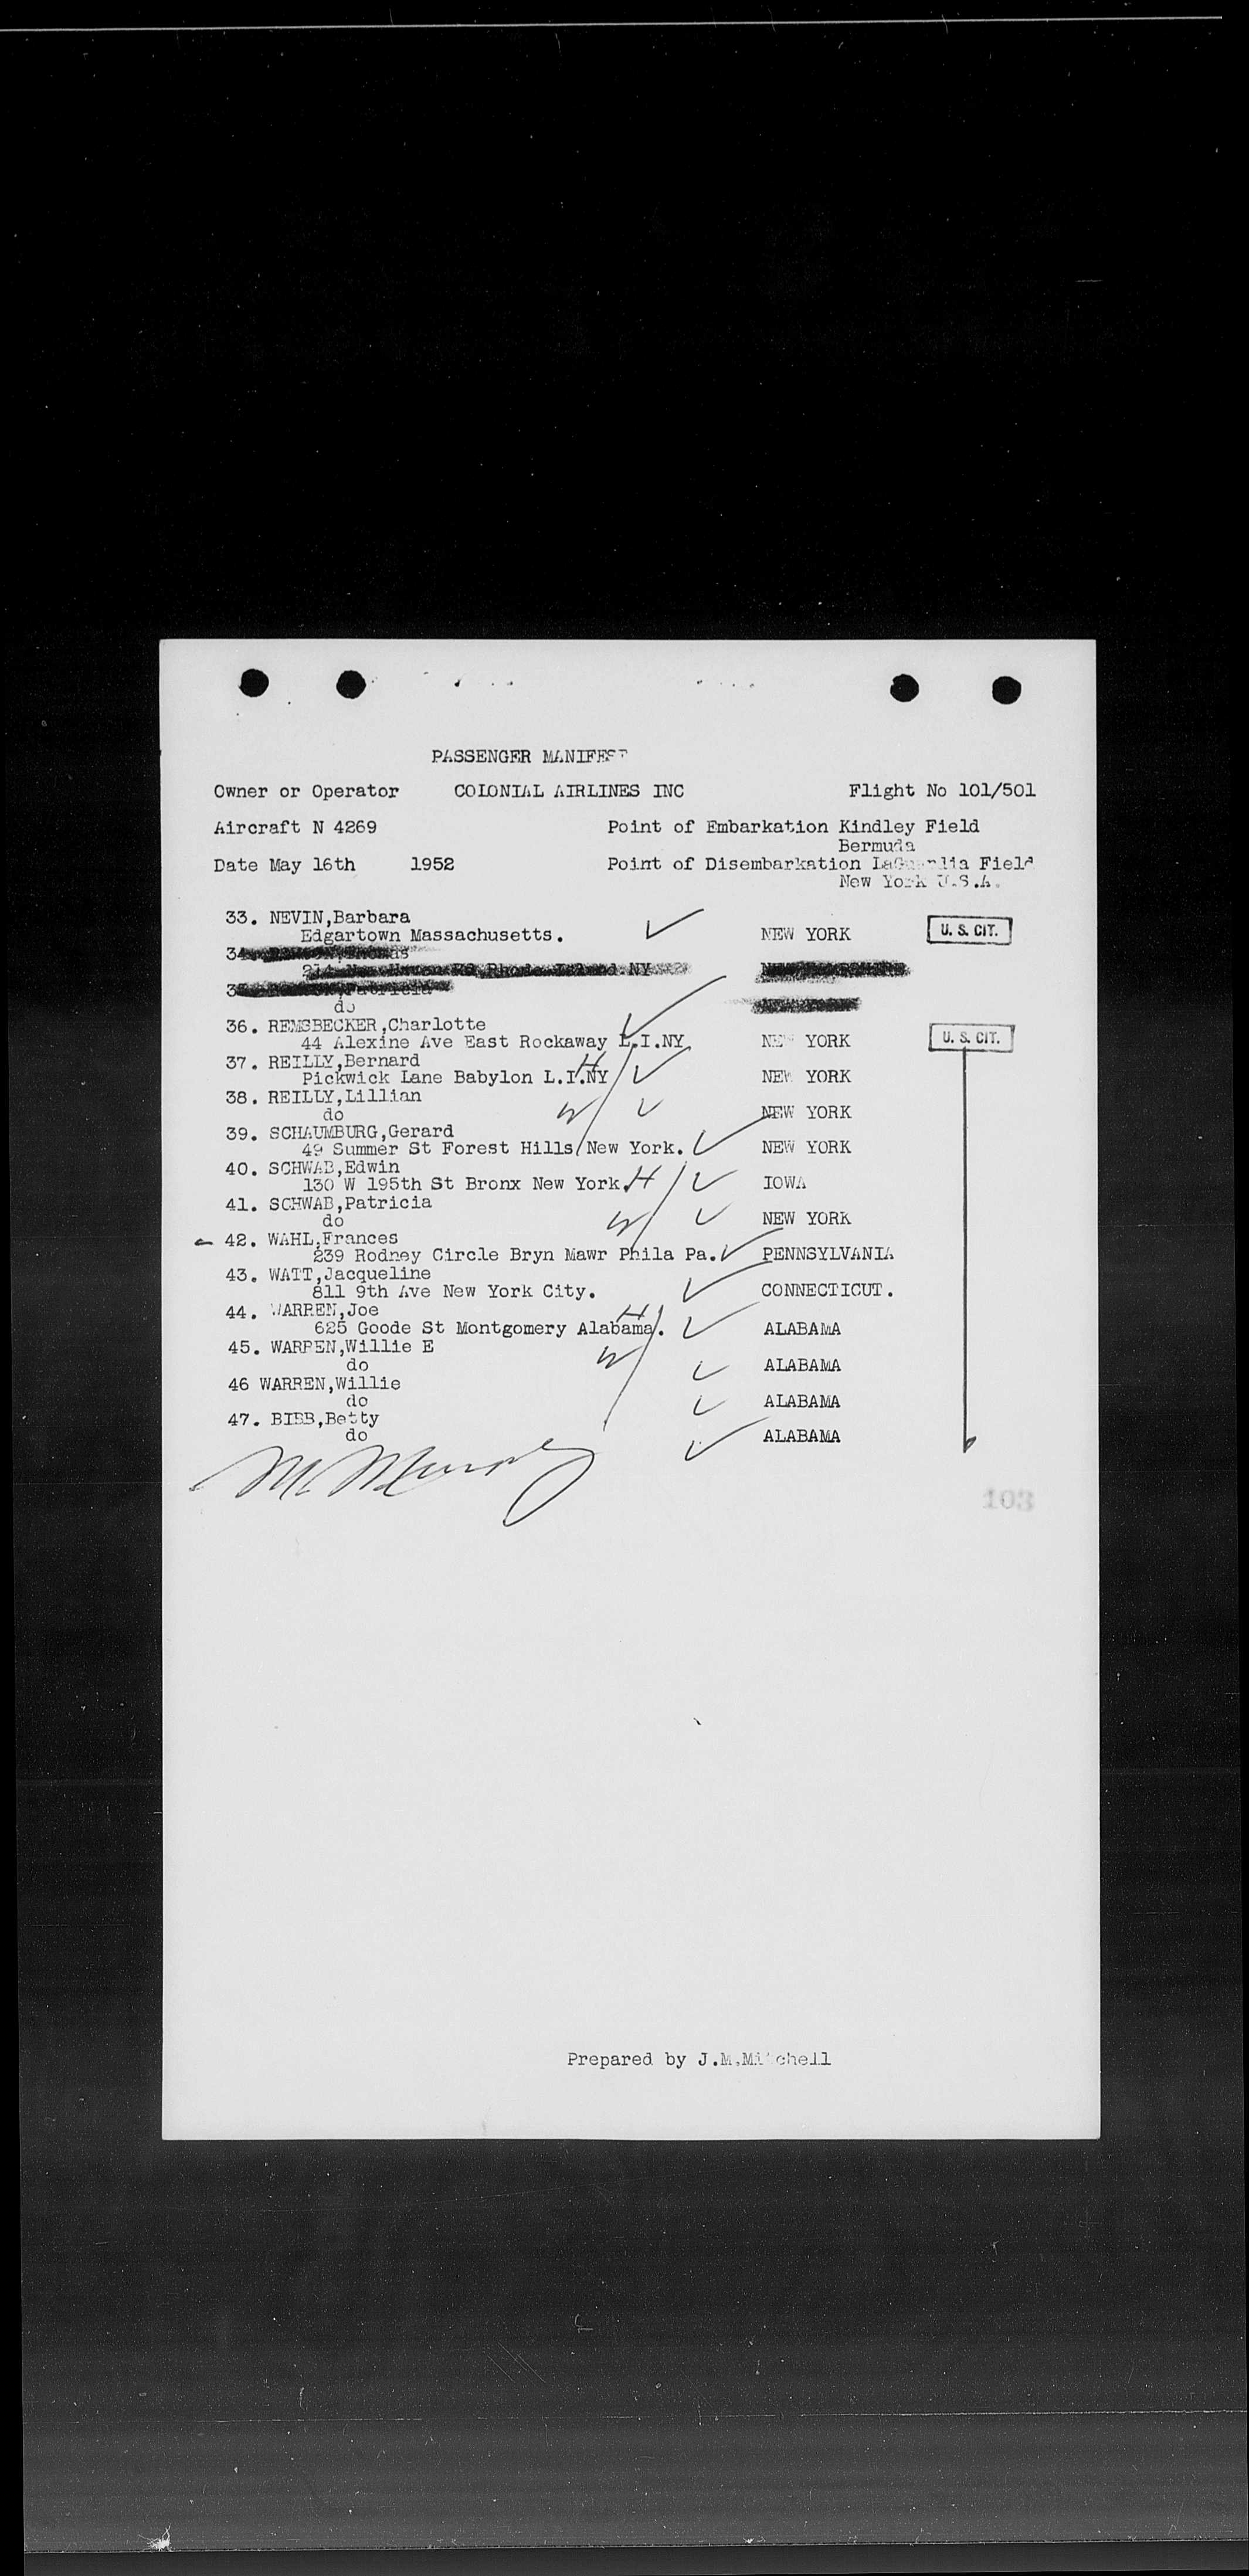 PASSENGER MANIFEST
Owner or Operator COLONIAL AIRLINES INC Flight No 101/501
Aircraft N 4269 Point of Embarkation Kindley Field
Bermuda
Date May 16th 1952 Point of Disembarkation LaGuardia Field
New York U.S.A.
33. NEVIN,Barbara
Edgartown Massachusetts. NEW YORK U. S. CIT.
34
Rhode Island NY
Patricia
do
36. REMSBECKER,Charlotte
44 Alexine Ave East Rockaway L.I.NY. NEW YORK U. S. CIT.
37. REILLY,Bernard H
Pickwick Lane Babylon L.I.NY NEW YORK
38. REILLY,Lillian
do W NEW YORK
39. SCHAUMBURG,Gerard
49 Summer St Forest Hills New York. NEW YORK
40. SCHWAB,Edwin
130 W 195th St Bronx New York. H IOWA
41. SCHWAB,Patricia
do W NEW YORK
42. WAHL,Frances
239 Rodney Circle Bryn Mawr Phila Pa. PENNSYLVANIA
43. WATT,Jacqueline
811 9th Ave New York City. CONNECTICUT.
44. WARREN,Joe H
625 Goode St Montgomery Alabama. ALABAMA
45. WARREN,Willie E W
do ALABAMA
46 WARREN,Willie
do ALABAMA
47. BIBB,Betty
do ALABAMA
103
Prepared by J.M.Mitchell